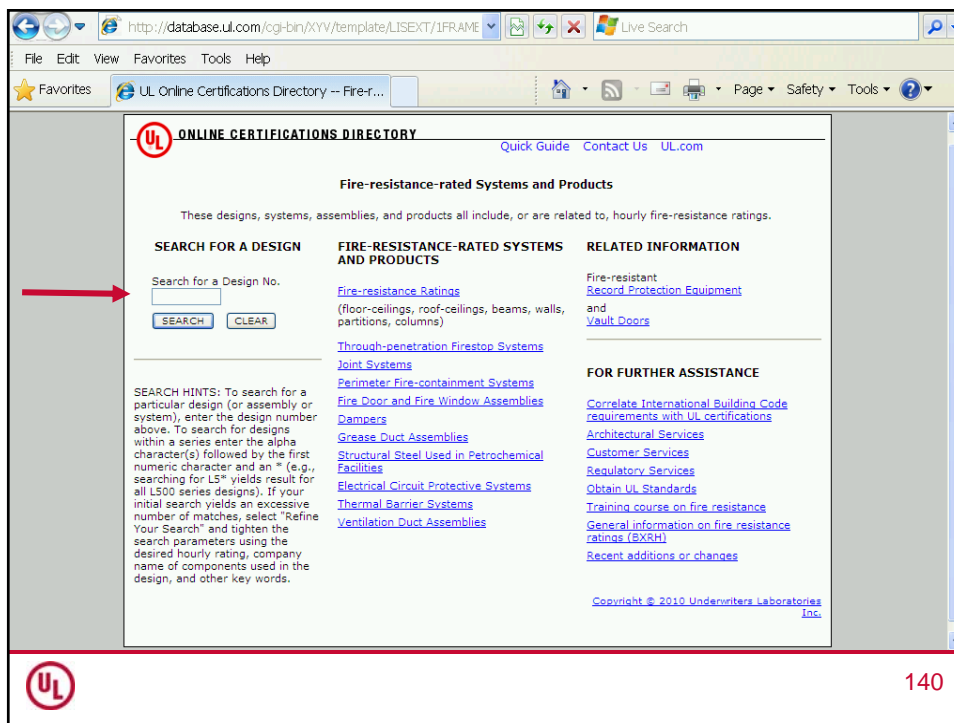 http://database.ul.com/cgi-bin/XYV/template/LISEXT/1FRAME
Live Search
File Edit View Favorites Tools Help
Favorites
UL Online Certifications Directory -- Fire-r...
Page Safety Tools
UL ONLINE CERTIFICATIONS DIRECTORY
Quick Guide Contact Us UL.com
Fire-resistance-rated Systems and Products
These designs, systems, assemblies, and products all include, or are related to, hourly fire-resistance ratings.
SEARCH FOR A DESIGN
Search for a Design No.
SEARCH CLEAR
SEARCH HINTS: To search for a
particular design (or assembly or
system), enter the design number
above. To search for designs
within a series enter the alpha
character(s) followed by the first
numeric character and an * (e.g.,
searching for L5* yields result for
all L500 series designs). If your
initial search yields an excessive
number of matches, select "Refine
Your Search" and tighten the
search parameters using the
desired hourly rating, company
name of components used in the
design, and other key words.
FIRE-RESISTANCE-RATED SYSTEMS
AND PRODUCTS
Fire-resistance Ratings
(floor-ceilings, roof-ceilings, beams, walls,
partitions, columns)
Through-penetration Firestop Systems
Joint Systems
Perimeter Fire-containment Systems
Fire Door and Fire Window Assemblies
Dampers
Grease Duct Assemblies
Structural Steel Used in Petrochemical
Facilities
Electrical Circuit Protective Systems
Thermal Barrier Systems
Ventilation Duct Assemblies
RELATED INFORMATION
Fire-resistant
Record Protection Equipment
and
Vault Doors
FOR FURTHER ASSISTANCE
Correlate International Building Code
requirements with UL certifications
Architectural Services
Customer Services
Regulatory Services
Obtain UL Standards
Training course on fire resistance
General information on fire resistance
ratings (BXRH)
Recent additions or changes
Copyright © 2010 Underwriters Laboratories
Inc.
UL
140